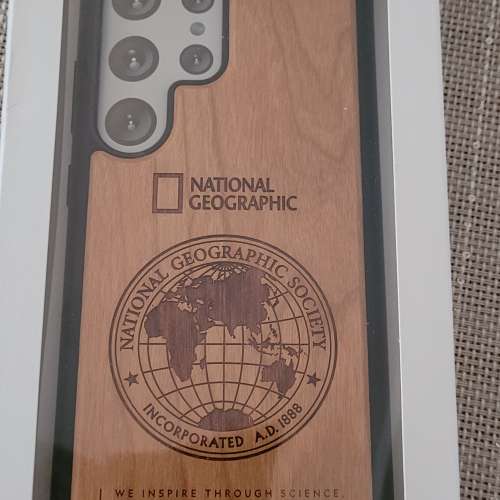 NATIONAL
GEOGRAPHIC
NATIONAL GEOGRAPHIC SOCIETY
INCORPORATED A.D. 1888
WE INSPIRE THROUGH SCIENCE,